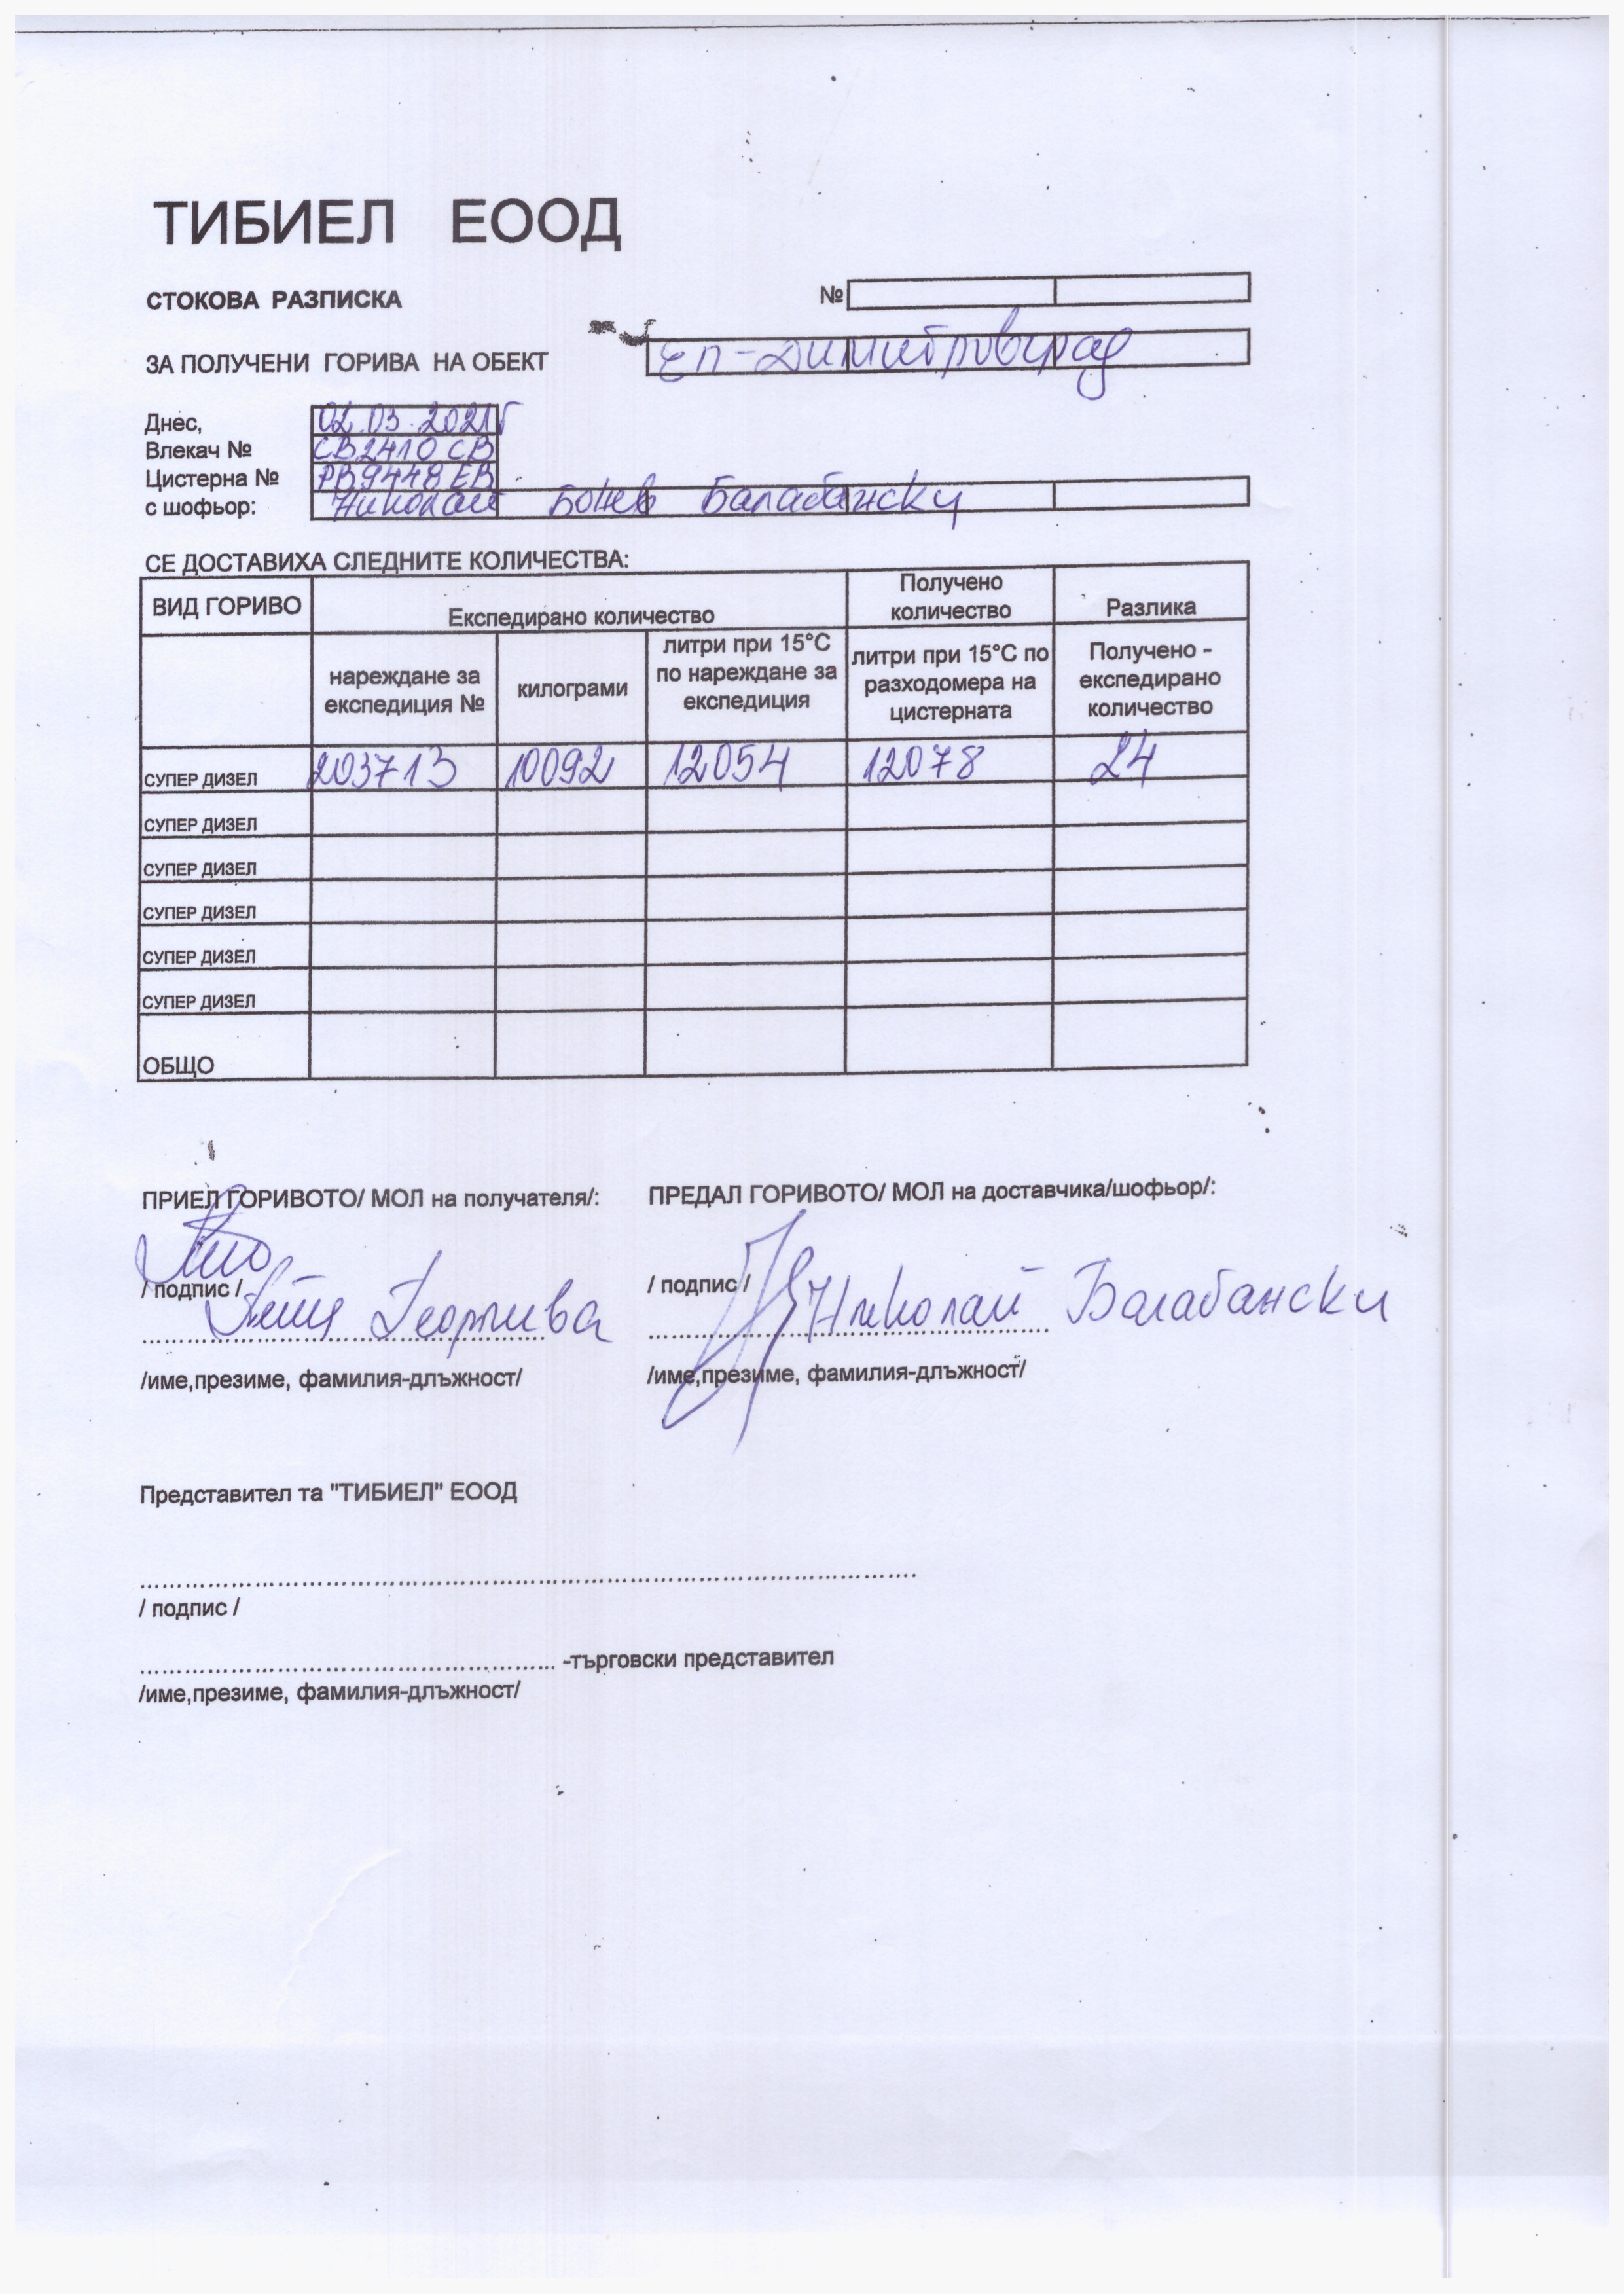 ТИБИЕЛ ЕООД
СТОКОВА РАЗПИСКА №
ЗА ПОЛУЧЕНИ ГОРИВА НА ОБЕКТ ЕП-Димитровград
Днес, 02.03.2021г
Влекач № СВ2410 СВ
Цистерна № РВ9448 ЕВ
с шофьор: Николай Бонев Балабански
СЕ ДОСТАВИХА СЛЕДНИТЕ КОЛИЧЕСТВА:
ВИД ГОРИВО Експедирано количество Получено количество Разлика
нареждане за експедиция № килограми литри при 15°C по нареждане за експедиция литри при 15°C по разходомера на цистерната Получено - експедирано количество
СУПЕР ДИЗЕЛ 203713 10092 12054 12078 24
СУПЕР ДИЗЕЛ
СУПЕР ДИЗЕЛ
СУПЕР ДИЗЕЛ
СУПЕР ДИЗЕЛ
СУПЕР ДИЗЕЛ
ОБЩО
ПРИЕЛ ГОРИВОТО/ МОЛ на получателя/: ПРЕДАЛ ГОРИВОТО/ МОЛ на доставчика/шофьор/:
/ подпис / / подпис /
Георгиева Николай Балабански
/име,презиме, фамилия-длъжност/ /име,презиме, фамилия-длъжност/
Представител та "ТИБИЕЛ" ЕООД
/ подпис /
-търговски представител
/име,презиме, фамилия-длъжност/